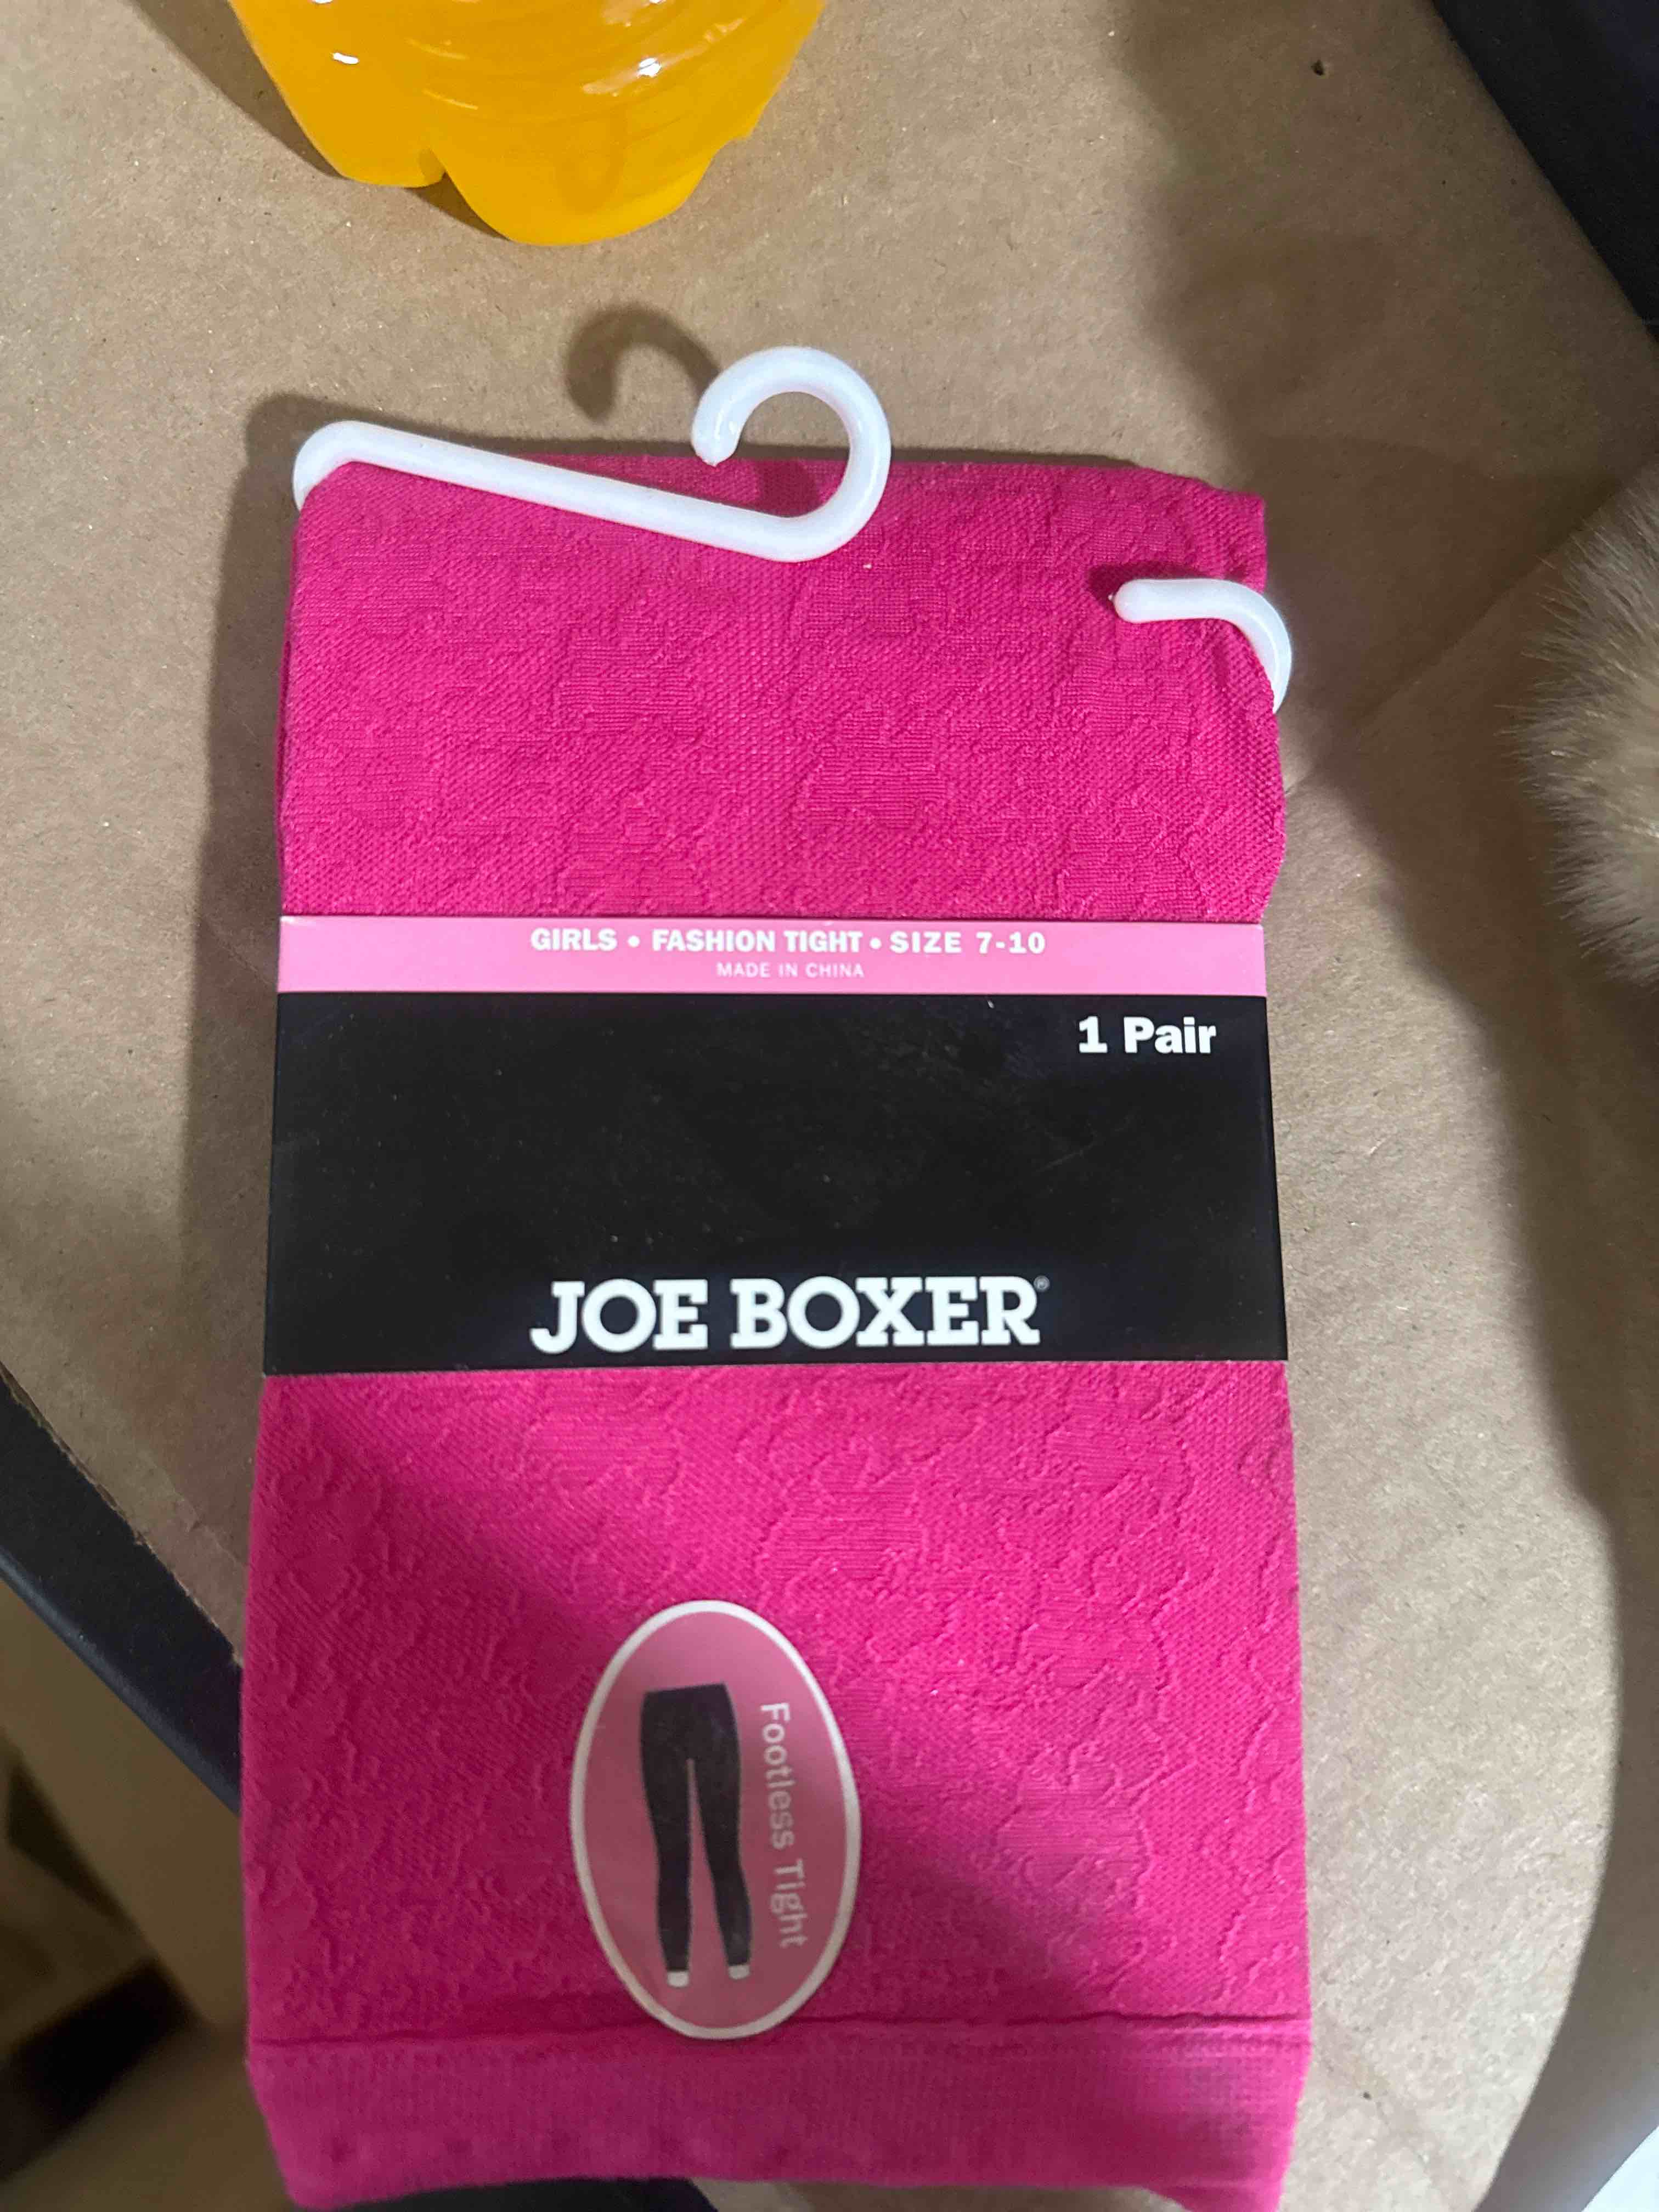 GIRLS • FASHION TIGHT • SIZE 7-10
MADE IN CHINA
1 Pair
JOE BOXER®
Footless Tight